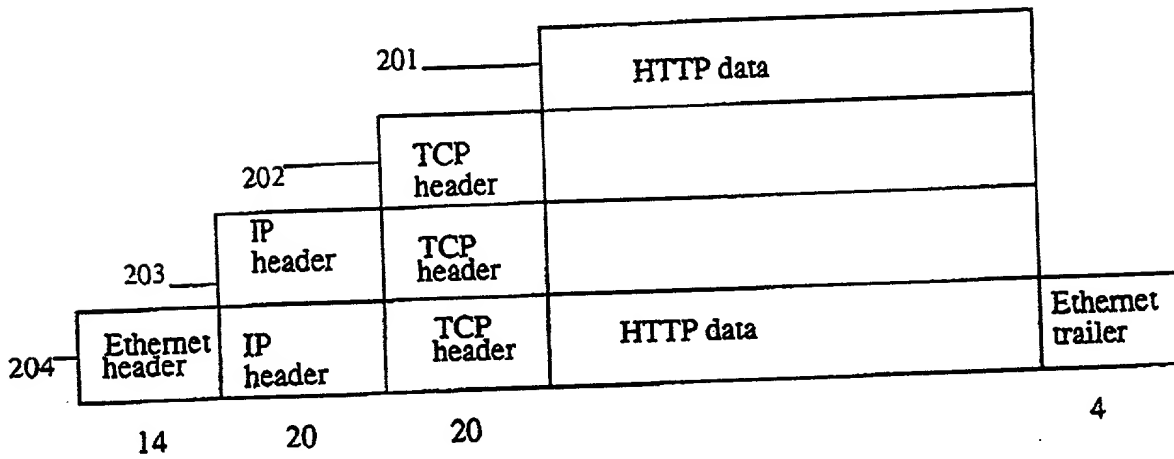 201
HTTP data
202
TCP
header
203
IP
header
TCP
header
204
Ethernet
header
IP
header
TCP
header
HTTP data
Ethernet
trailer
14
20
20
4